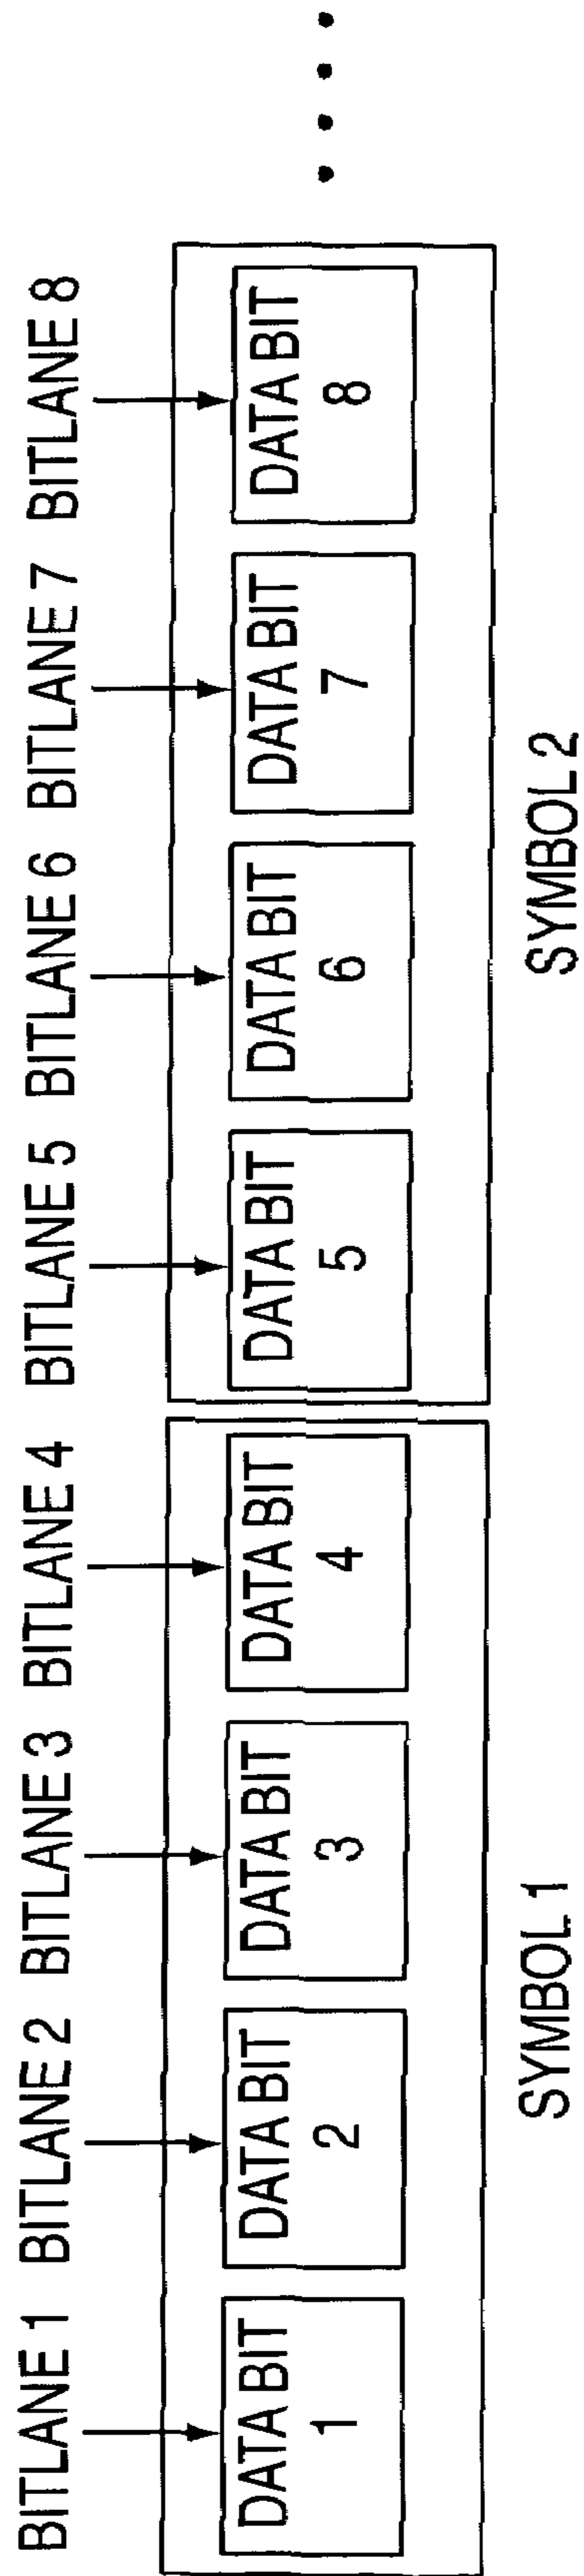 BITLANE 1 BITLANE 2 BITLANE 3 BITLANE 4 BITLANE 5 BITLANE 6 BITLANE 7 BITLANE 8
DATA BIT
1
DATA BIT
2
DATA BIT
3
DATA BIT
4
DATA BIT
5
DATA BIT
6
DATA BIT
7
DATA BIT
8
SYMBOL 1
SYMBOL 2